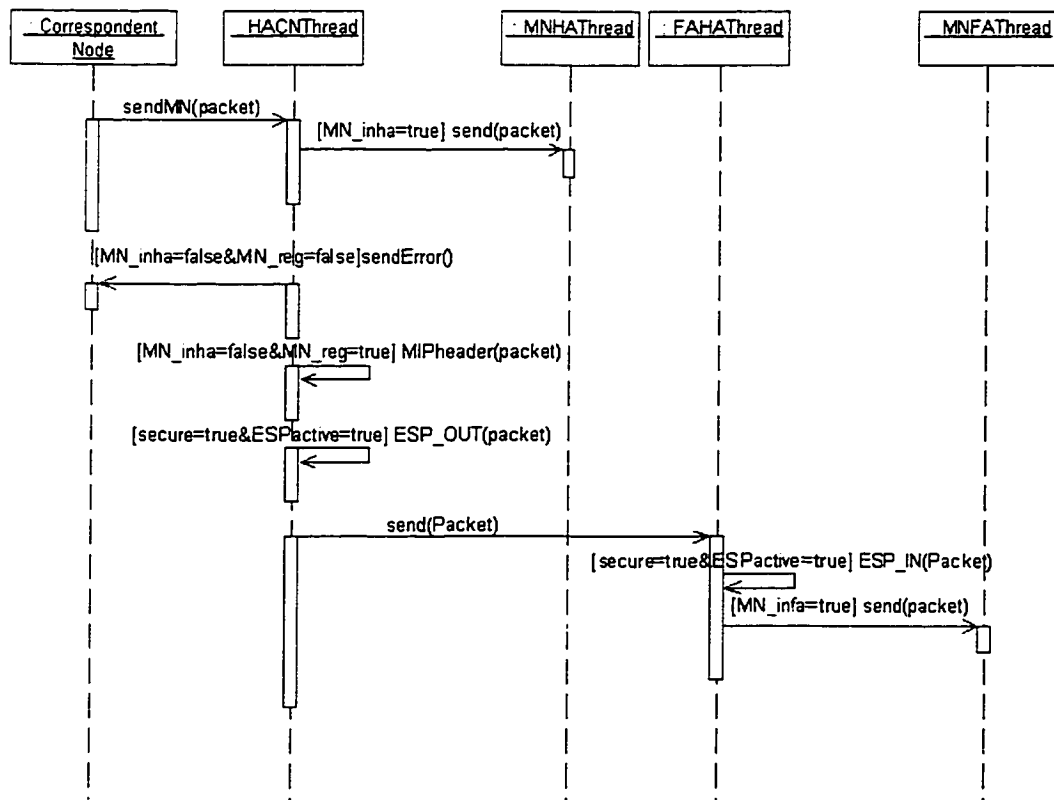 : Correspondent
Node
: HACNThread
: MNHAThread
: FAHAThread
: MNFAThread
sendMN(packet)
[MN_inha=true] send(packet)
[MN_inha=false&MN_reg=false]sendError()
[MN_inha=false&MN_reg=true] MIPheader(packet)
[secure=true&ESPactive=true] ESP_OUT(packet)
send(Packet)
[secure=true&ESPactive=true] ESP_IN(Packet)
[MN_infa=true] send(packet)